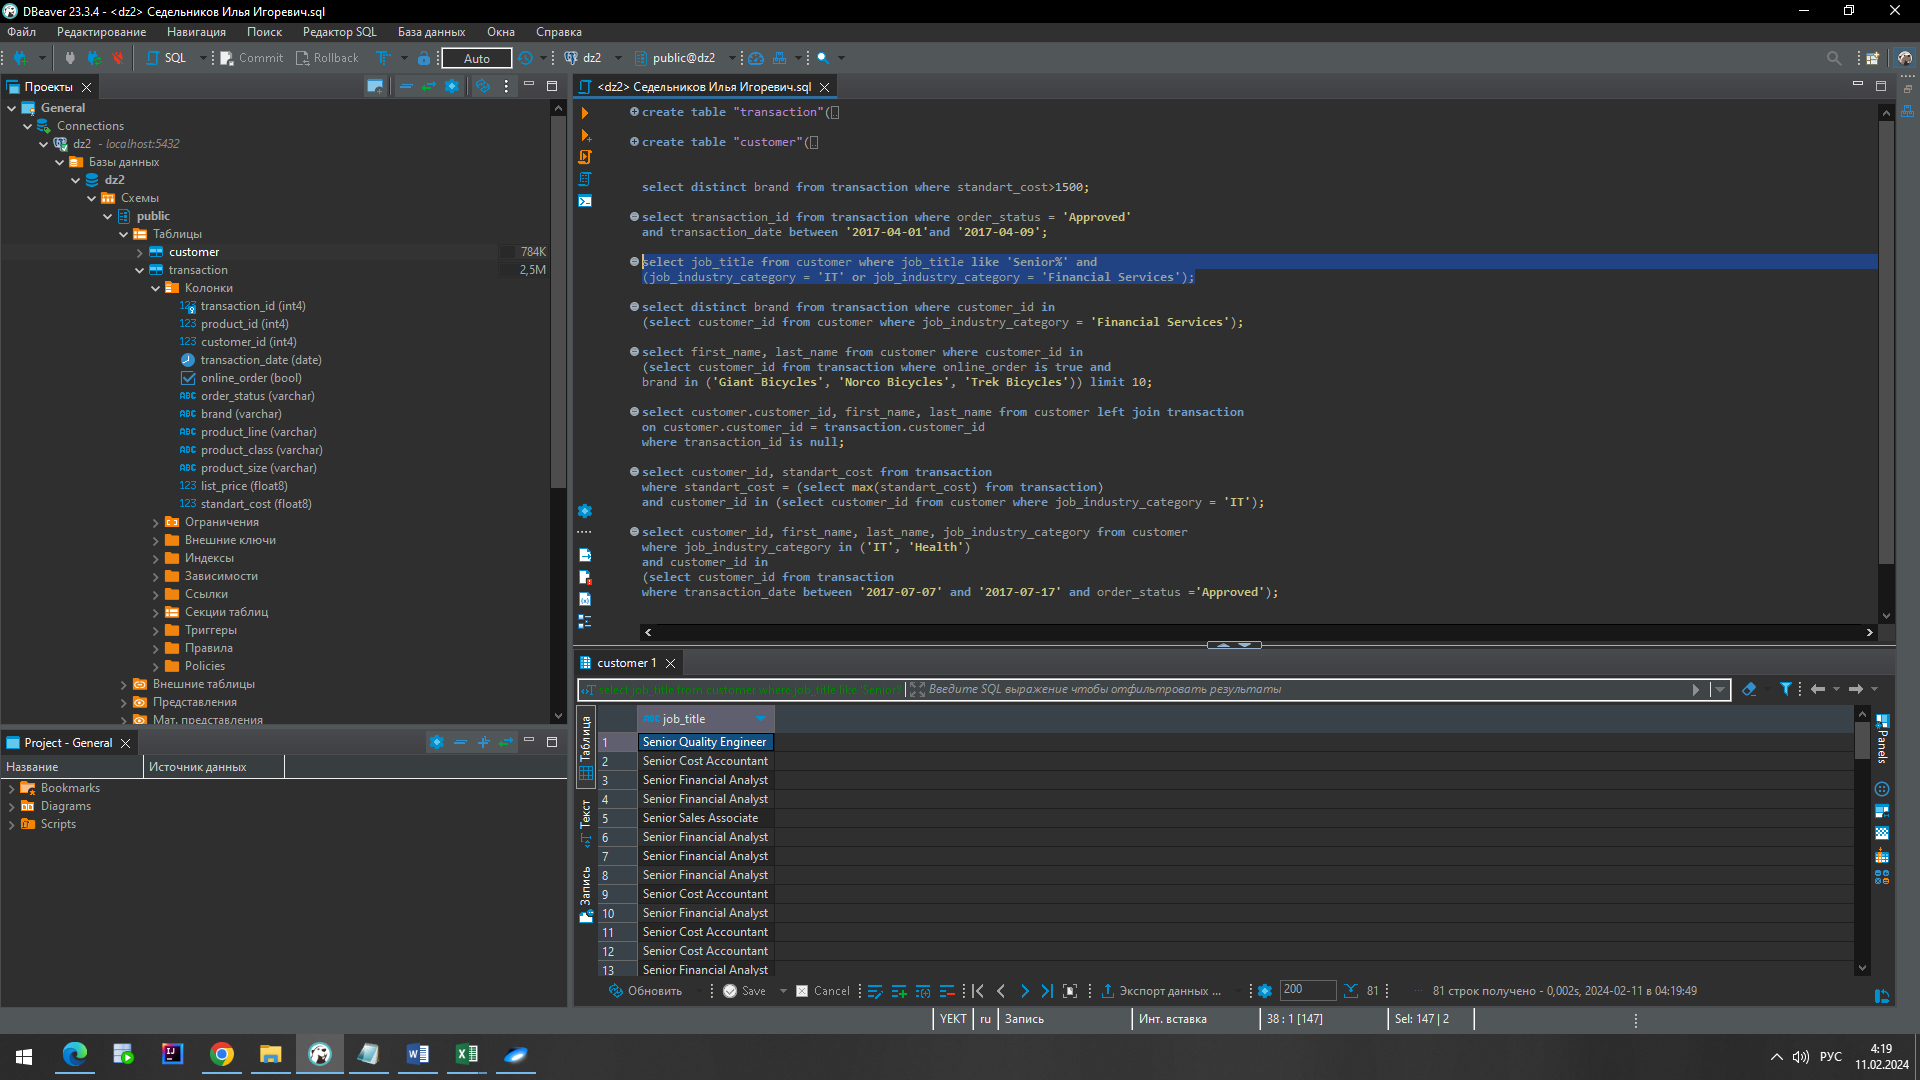 DBeaver 23.3.4 - <dz2> Седельников Илья Игоревич.sql
Файл Редактирование Навигация Поиск Редактор SQL База данных Окна Справка
SQL Commit Rollback Auto dz2 public@dz2
Проекты
General
Connections
dz2 - localhost:5432
Базы данных
dz2
Схемы
public
Таблицы
customer 784K
transaction 2,5M
Колонки
transaction_id (int4)
product_id (int4)
customer_id (int4)
transaction_date (date)
online_order (bool)
order_status (varchar)
brand (varchar)
product_line (varchar)
product_class (varchar)
product_size (varchar)
list_price (float8)
standart_cost (float8)
Ограничения
Внешние ключи
Индексы
Зависимости
Ссылки
Секции таблиц
Триггеры
Правила
Policies
Внешние таблицы
Представления
Мат. представления
Project - General
Название Источник данных
Bookmarks
Diagrams
Scripts
<dz2> Седельников Илья Игоревич.sql
create table "transaction"(
create table "customer"(
select distinct brand from transaction where standart_cost>1500;
select transaction_id from transaction where order_status = 'Approved'
and transaction_date between '2017-04-01'and '2017-04-09';
select job_title from customer where job_title like 'Senior%' and
(job_industry_category = 'IT' or job_industry_category = 'Financial Services');
select distinct brand from transaction where customer_id in
(select customer_id from customer where job_industry_category = 'Financial Services');
select first_name, last_name from customer where customer_id in
(select customer_id from transaction where online_order is true and
brand in ('Giant Bicycles', 'Norco Bicycles', 'Trek Bicycles')) limit 10;
select customer.customer_id, first_name, last_name from customer left join transaction
on customer.customer_id = transaction.customer_id
where transaction_id is null;
select customer_id, standart_cost from transaction
where standart_cost = (select max(standart_cost) from transaction)
and customer_id in (select customer_id from customer where job_industry_category = 'IT');
select customer_id, first_name, last_name, job_industry_category from customer
where job_industry_category in ('IT', 'Health')
and customer_id in
(select customer_id from transaction
where transaction_date between '2017-07-07' and '2017-07-17' and order_status ='Approved');
customer 1
select job_title from customer where job_title like 'Senior% Введите SQL выражение чтобы отфильтровать результаты
Таблица
Текст
Запись
Panels
job_title
1 Senior Quality Engineer
2 Senior Cost Accountant
3 Senior Financial Analyst
4 Senior Financial Analyst
5 Senior Sales Associate
6 Senior Financial Analyst
7 Senior Financial Analyst
8 Senior Financial Analyst
9 Senior Cost Accountant
10 Senior Financial Analyst
11 Senior Cost Accountant
12 Senior Cost Accountant
13 Senior Financial Analyst
Обновить Save Cancel Экспорт данных ... 200 81 81 строк получено - 0,002s, 2024-02-11 в 04:19:49
YEKT ru Запись Инт. вставка 38 : 1 [147] Sel: 147 | 2
РУС 4:19
11.02.2024